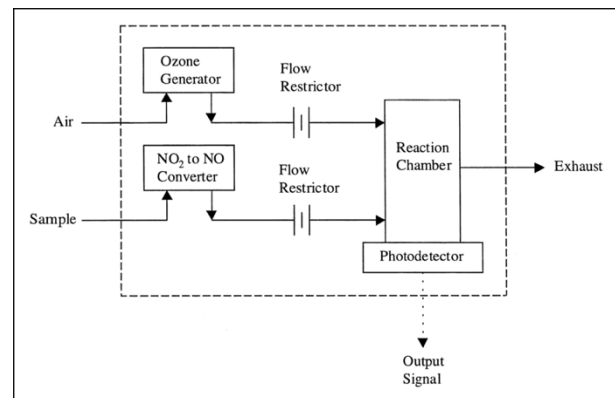 Ozone
Generator
Flow
Restrictor
Air
NO₂ to NO
Converter
Flow
Restrictor
Reaction
Chamber
Exhaust
Sample
Photodetector
Output
Signal